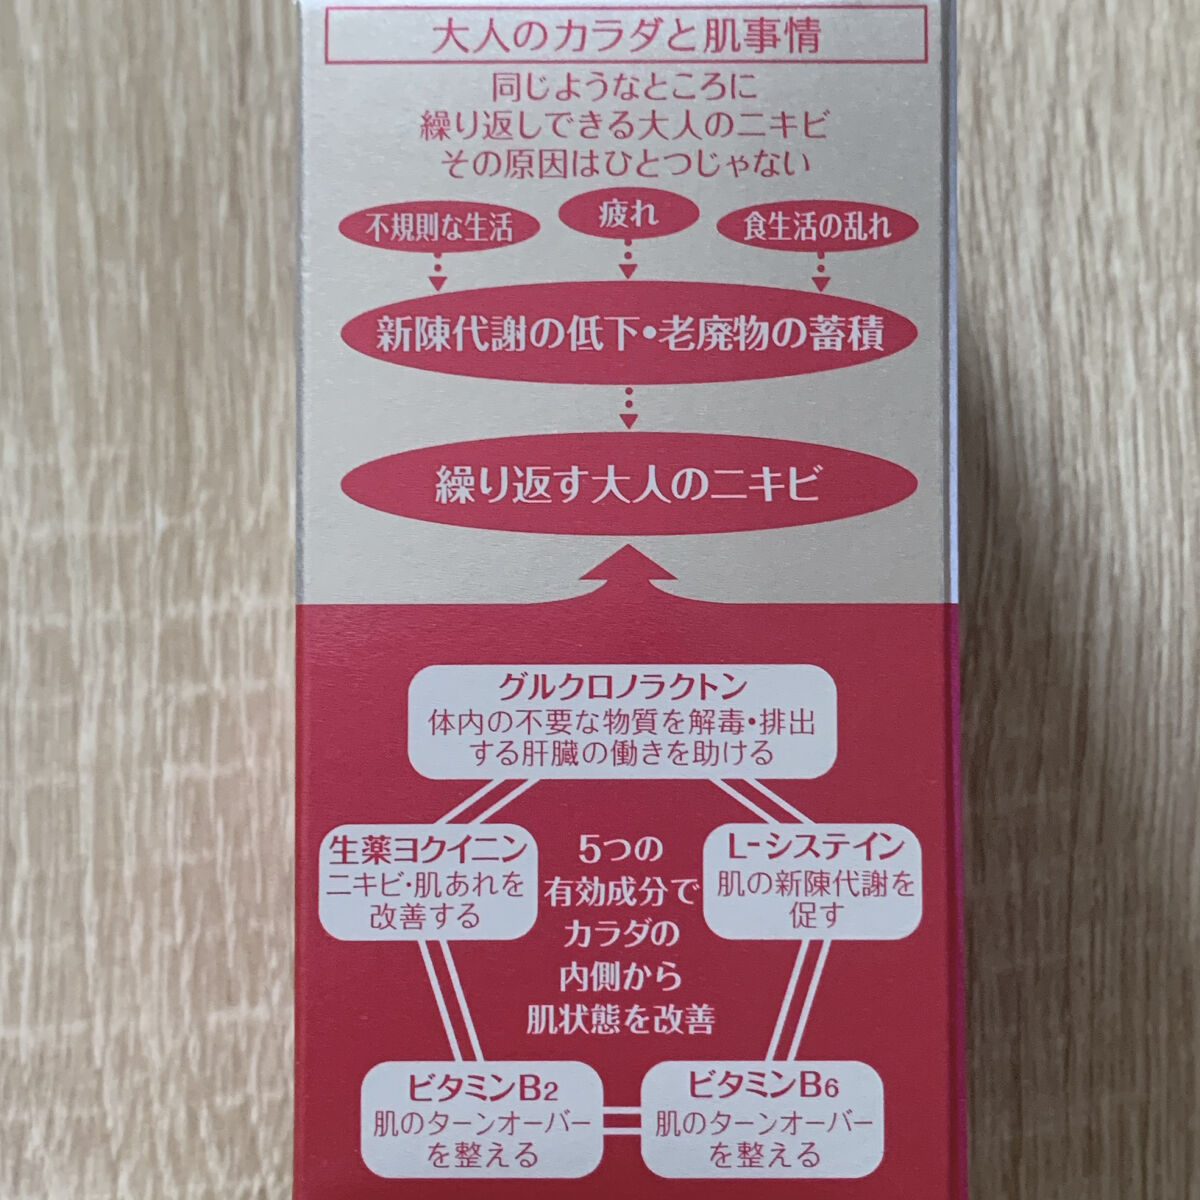 大人のカラダと肌事情
同じようなところに
繰り返しできる大人のニキビ
その原因はひとつじゃない
不規則な生活
疲れ
食生活の乱れ
新陳代謝の低下・老廃物の蓄積
繰り返す大人のニキビ
グルクロノラクトン
体内の不要な物質を解毒・排出
する肝臓の働きを助ける
生薬ヨクイニン
ニキビ・肌あれを
改善する
5つの
有効成分で
カラダの
内側から
肌状態を改善
L-システイン
肌の新陳代謝を
促す
ビタミンB2
肌のターンオーバー
を整える
ビタミンB6
肌のターンオーバー
を整える